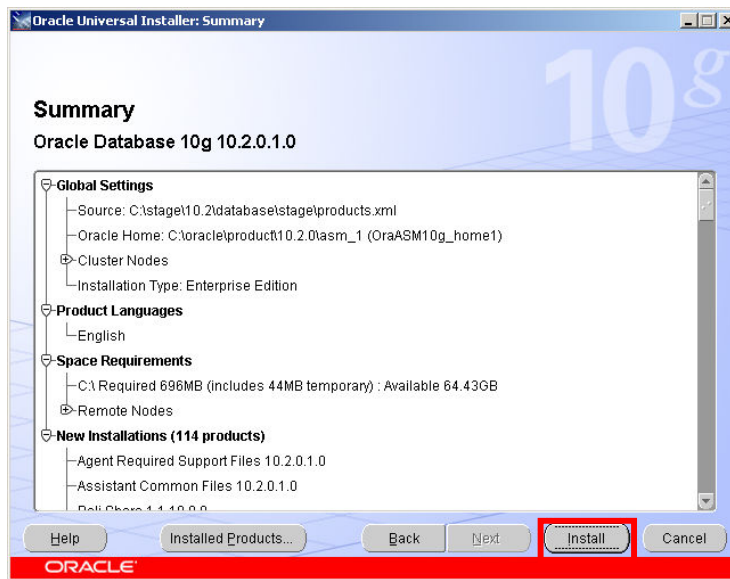 Oracle Universal Installer: Summary
10g
Summary
Oracle Database 10g 10.2.0.1.0
Global Settings
Source: C:\stage\10.2\database\stage\products.xml
Oracle Home: C:\oracle\product\10.2.0\asm_1 (OraASM10g_home1)
Cluster Nodes
Installation Type: Enterprise Edition
Product Languages
English
Space Requirements
C:\ Required 696MB (includes 44MB temporary) : Available 64.43GB
Remote Nodes
New Installations (114 products)
Agent Required Support Files 10.2.0.1.0
Assistant Common Files 10.2.0.1.0
Help Installed Products... Back Next Install Cancel
ORACLE